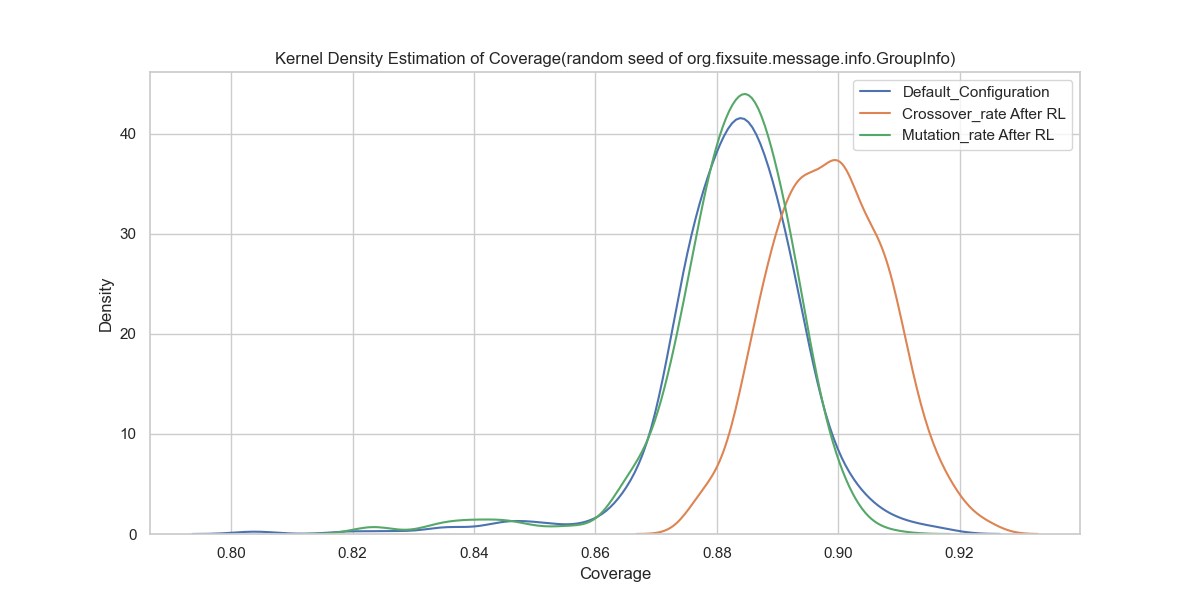 Kernel Density Estimation of Coverage(random seed of org.fixsuite.message.info.GroupInfo)
Default_Configuration
Crossover_rate After RL
Mutation_rate After RL
Density
40
30
20
10
0
0.80 0.82 0.84 0.86 0.88 0.90 0.92
Coverage